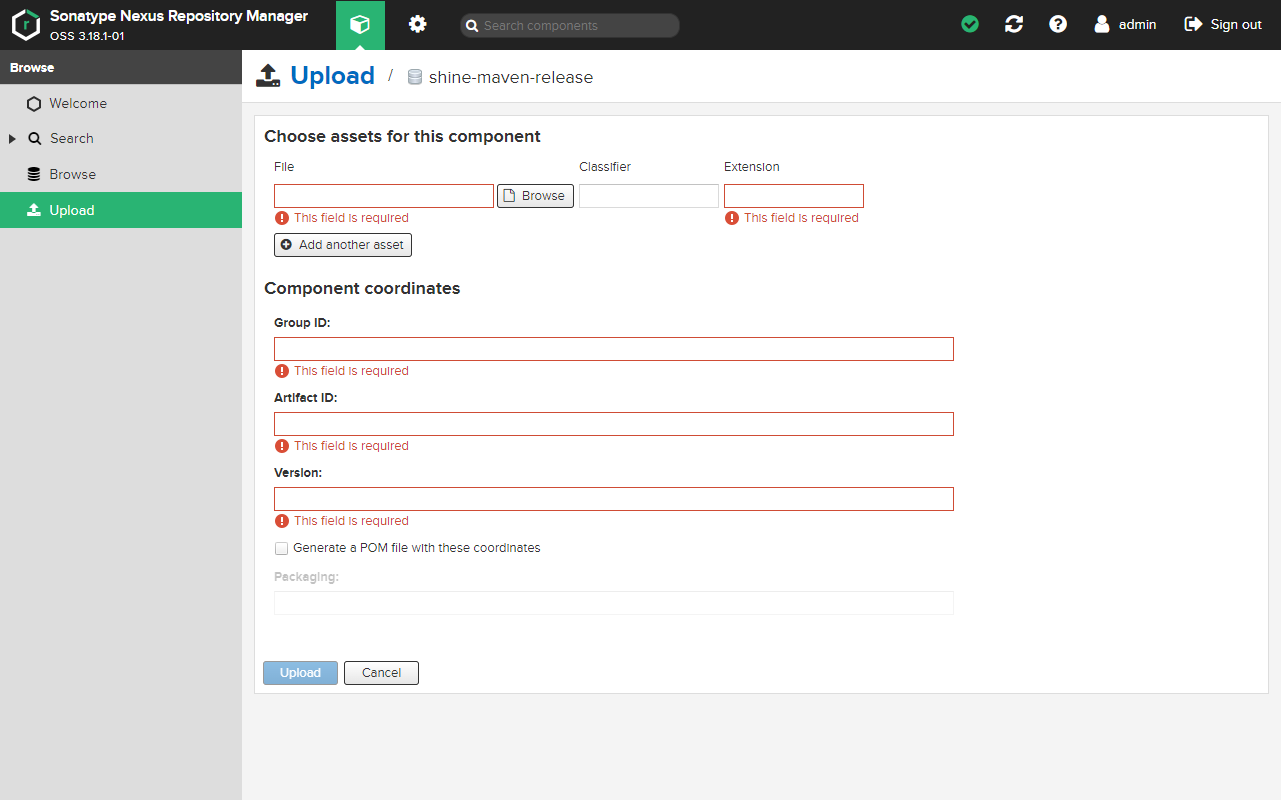 Sonatype Nexus Repository Manager
OSS 3.18.1-01
Search components
admin
Sign out
Browse
Welcome
Search
Browse
Upload
Upload / shine-maven-release
Choose assets for this component
File Classifier Extension
Browse
This field is required This field is required
Add another asset
Component coordinates
Group ID:
This field is required
Artifact ID:
This field is required
Version:
This field is required
Generate a POM file with these coordinates
Packaging:
Upload Cancel